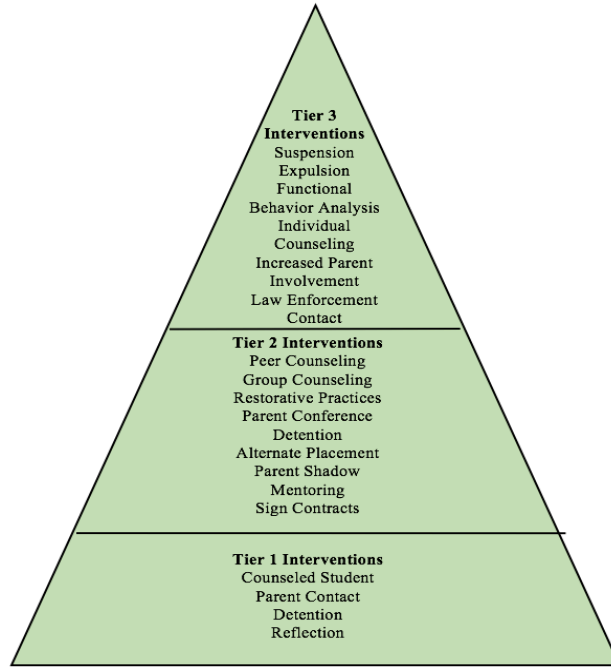 Tier 3
Interventions
Suspension
Expulsion
Functional
Behavior Analysis
Individual
Counseling
Increased Parent
Involvement
Law Enforcement
Contact
Tier 2 Interventions
Peer Counseling
Group Counseling
Restorative Practices
Parent Conference
Detention
Alternate Placement
Parent Shadow
Mentoring
Sign Contracts
Tier 1 Interventions
Counseled Student
Parent Contact
Detention
Reflection